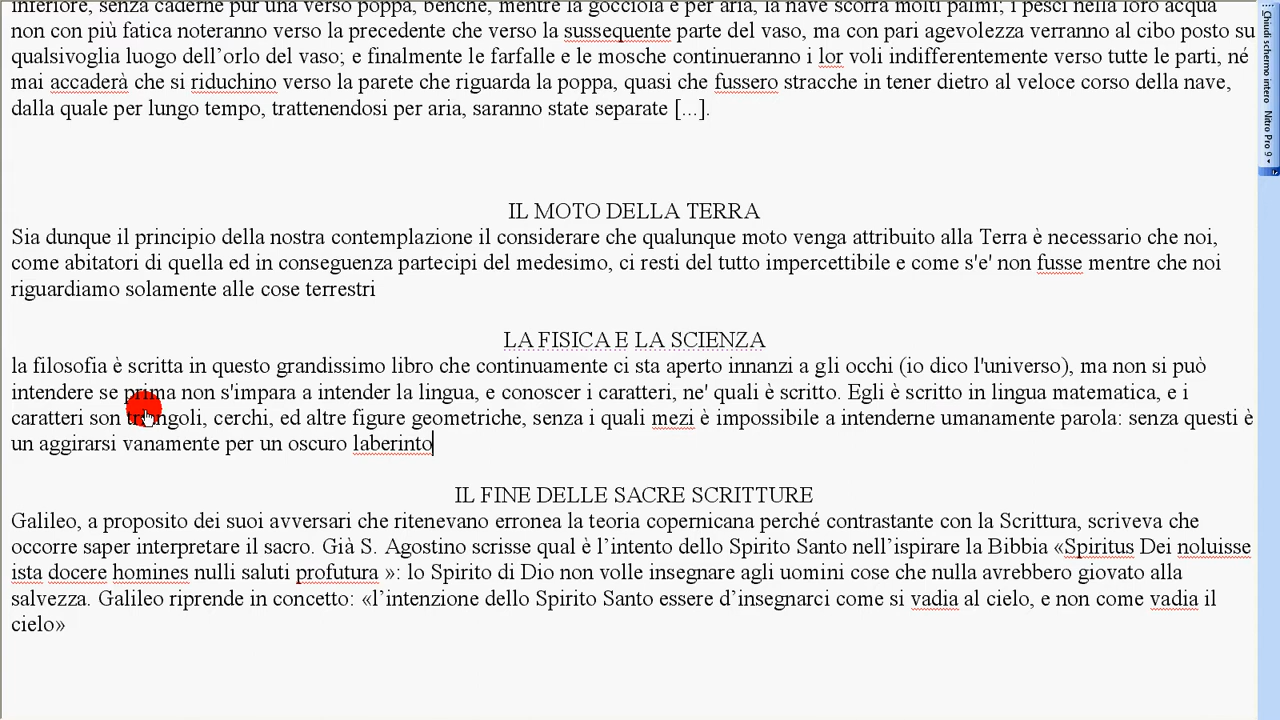 inferiore, senza caderne pur una verso poppa, benché, mentre la gocciola è per aria, la nave scorra molti palmi; i pesci nella loro acqua
non con più fatica noteranno verso la precedente che verso la sussequente parte del vaso, ma con pari agevolezza verranno al cibo posto su
qualsivoglia luogo dell’orlo del vaso; e finalmente le farfalle e le mosche continueranno i lor voli indifferentemente verso tutte le parti, né
mai accaderà che si riduchino verso la parete che riguarda la poppa, quasi che fussero stracche in tener dietro al veloce corso della nave,
dalla quale per lungo tempo, trattenendosi per aria, saranno state separate [...].
IL MOTO DELLA TERRA
Sia dunque il principio della nostra contemplazione il considerare che qualunque moto venga attribuito alla Terra è necessario che noi,
come abitatori di quella ed in conseguenza partecipi del medesimo, ci resti del tutto impercettibile e come s'e' non fusse mentre che noi
riguardiamo solamente alle cose terrestri
LA FISICA E LA SCIENZA
la filosofia è scritta in questo grandissimo libro che continuamente ci sta aperto innanzi a gli occhi (io dico l'universo), ma non si può
intendere se prima non s'impara a intender la lingua, e conoscer i caratteri, ne' quali è scritto. Egli è scritto in lingua matematica, e i
caratteri son triangoli, cerchi, ed altre figure geometriche, senza i quali mezi è impossibile a intenderne umanamente parola: senza questi è
un aggirarsi vanamente per un oscuro laberinto
IL FINE DELLE SACRE SCRITTURE
Galileo, a proposito dei suoi avversari che ritenevano erronea la teoria copernicana perché contrastante con la Scrittura, scriveva che
occorre saper interpretare il sacro. Già S. Agostino scrisse qual è l’intento dello Spirito Santo nell’ispirare la Bibbia «Spiritus Dei noluisse
ista docere homines nulli saluti profutura »: lo Spirito di Dio non volle insegnare agli uomini cose che nulla avrebbero giovato alla
salvezza. Galileo riprende in concetto: «l’intenzione dello Spirito Santo essere d’insegnarci come si vadia al cielo, e non come vadia il
cielo»
Chiudi schermo intero Nitro Pro 9